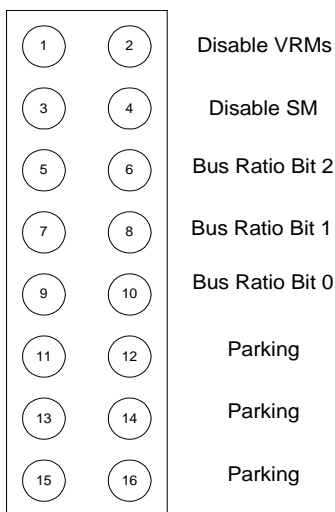 1 2 Disable VRMs
3 4 Disable SM
5 6 Bus Ratio Bit 2
7 8 Bus Ratio Bit 1
9 10 Bus Ratio Bit 0
11 12 Parking
13 14 Parking
15 16 Parking